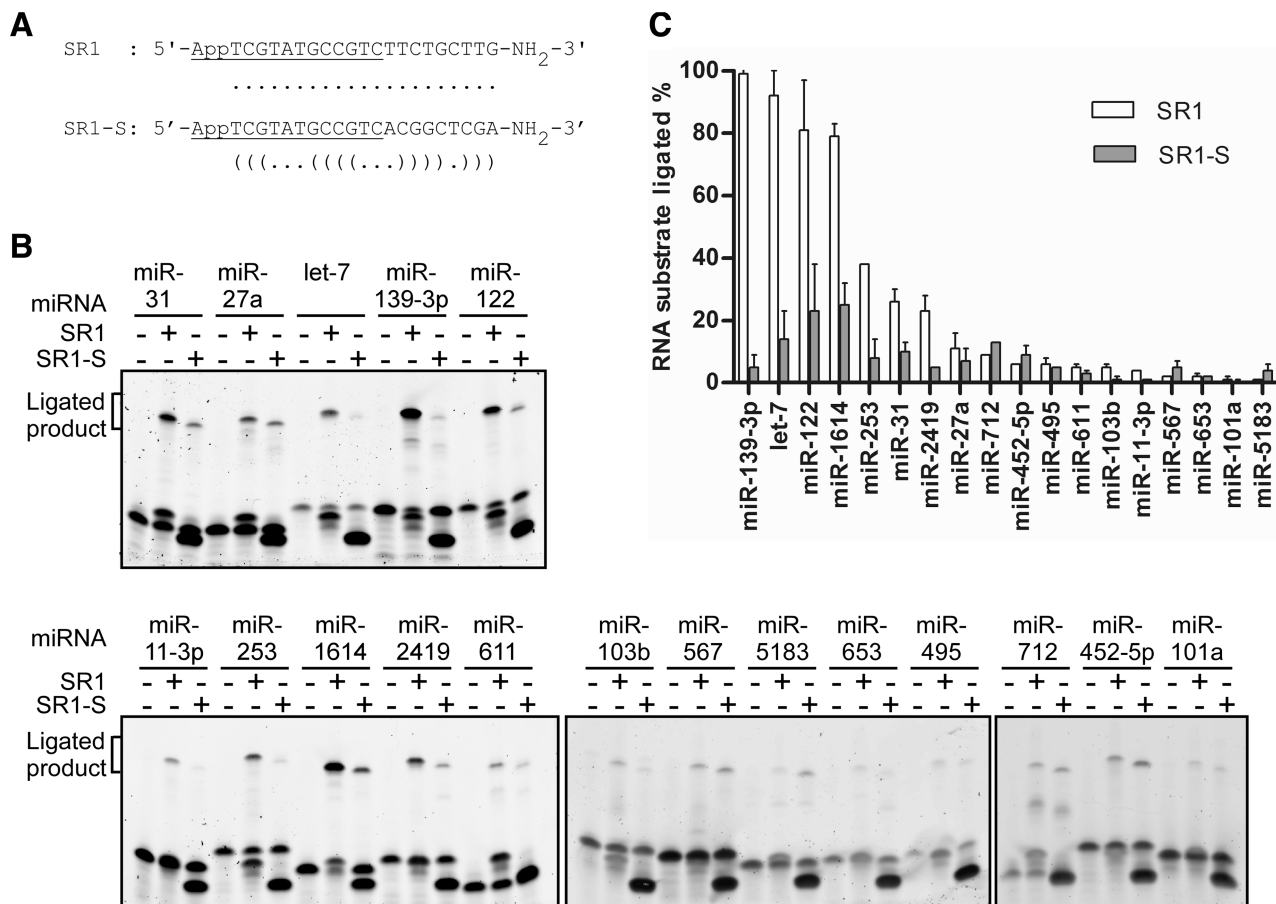 A
SR1 : 5'-AppTCGTATGCCGTCTTCTGCTTG-NH2-3'
....................
SR1-S: 5′-AppTCGTATGCCGTCACGGCTCGA-NH2-3′
(((...((((...)))).)))
B
miRNA
miR-31 miR-27a let-7 miR-139-3p miR-122
SR1 - + - - + - - + - - + - - + -
SR1-S - - + - - + - - + - - + - - +
Ligated product
miRNA
miR-11-3p miR-253 miR-1614 miR-2419 miR-611 miR-103b miR-567 miR-5183 miR-653 miR-495 miR-712 miR-452-5p miR-101a
SR1 - + - - + - - + - - + - - + - - + - - + - - + - - + - - + - - + - - + - - + -
SR1-S - - + - - + - - + - - + - - + - - + - - + - - + - - + - - + - - + - - + - - +
Ligated product
C
RNA substrate ligated %
100
80
60
40
20
0
SR1
SR1-S
miR-139-3p
let-7
miR-122
miR-1614
miR-253
miR-31
miR-2419
miR-27a
miR-712
miR-452-5p
miR-495
miR-611
miR-103b
miR-11-3p
miR-567
miR-653
miR-101a
miR-5183